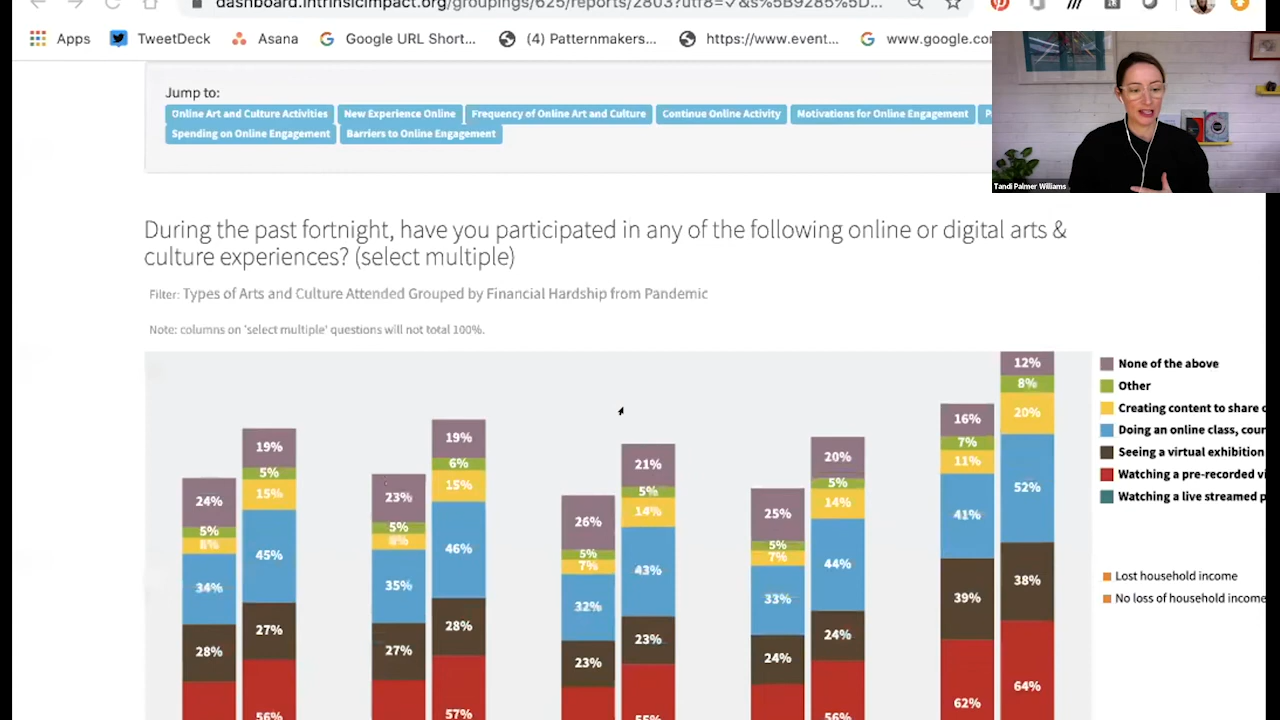 dashboard.intrinsicimpact.org/groupings/625/reports/2803?utf8=✓&s%5B9285%5D...
Apps TweetDeck Asana Google URL Short... (4) Patternmakers... https://www.event... www.google.com
Jump to:
Online Art and Culture Activities New Experience Online Frequency of Online Art and Culture Continue Online Activity Motivations for Online Engagement
Spending on Online Engagement Barriers to Online Engagement
Tandi Palmer Williams
During the past fortnight, have you participated in any of the following online or digital arts &
culture experiences? (select multiple)
Filter: Types of Arts and Culture Attended Grouped by Financial Hardship from Pandemic
Note: columns on 'select multiple' questions will not total 100%.
24% 5% 8% 34% 28%
19% 5% 15% 45% 27% 56%
23% 5% 8% 35% 27%
19% 6% 15% 46% 28% 57%
26% 5% 7% 32% 23%
21% 5% 14% 43% 23% 55%
25% 5% 7% 33% 24%
20% 5% 14% 44% 24% 56%
16% 7% 11% 41% 39% 62%
12% 8% 20% 52% 38% 64%
None of the above
Other
Creating content to share
Doing an online class, cour
Seeing a virtual exhibition
Watching a pre-recorded vi
Watching a live streamed p
Lost household income
No loss of household income